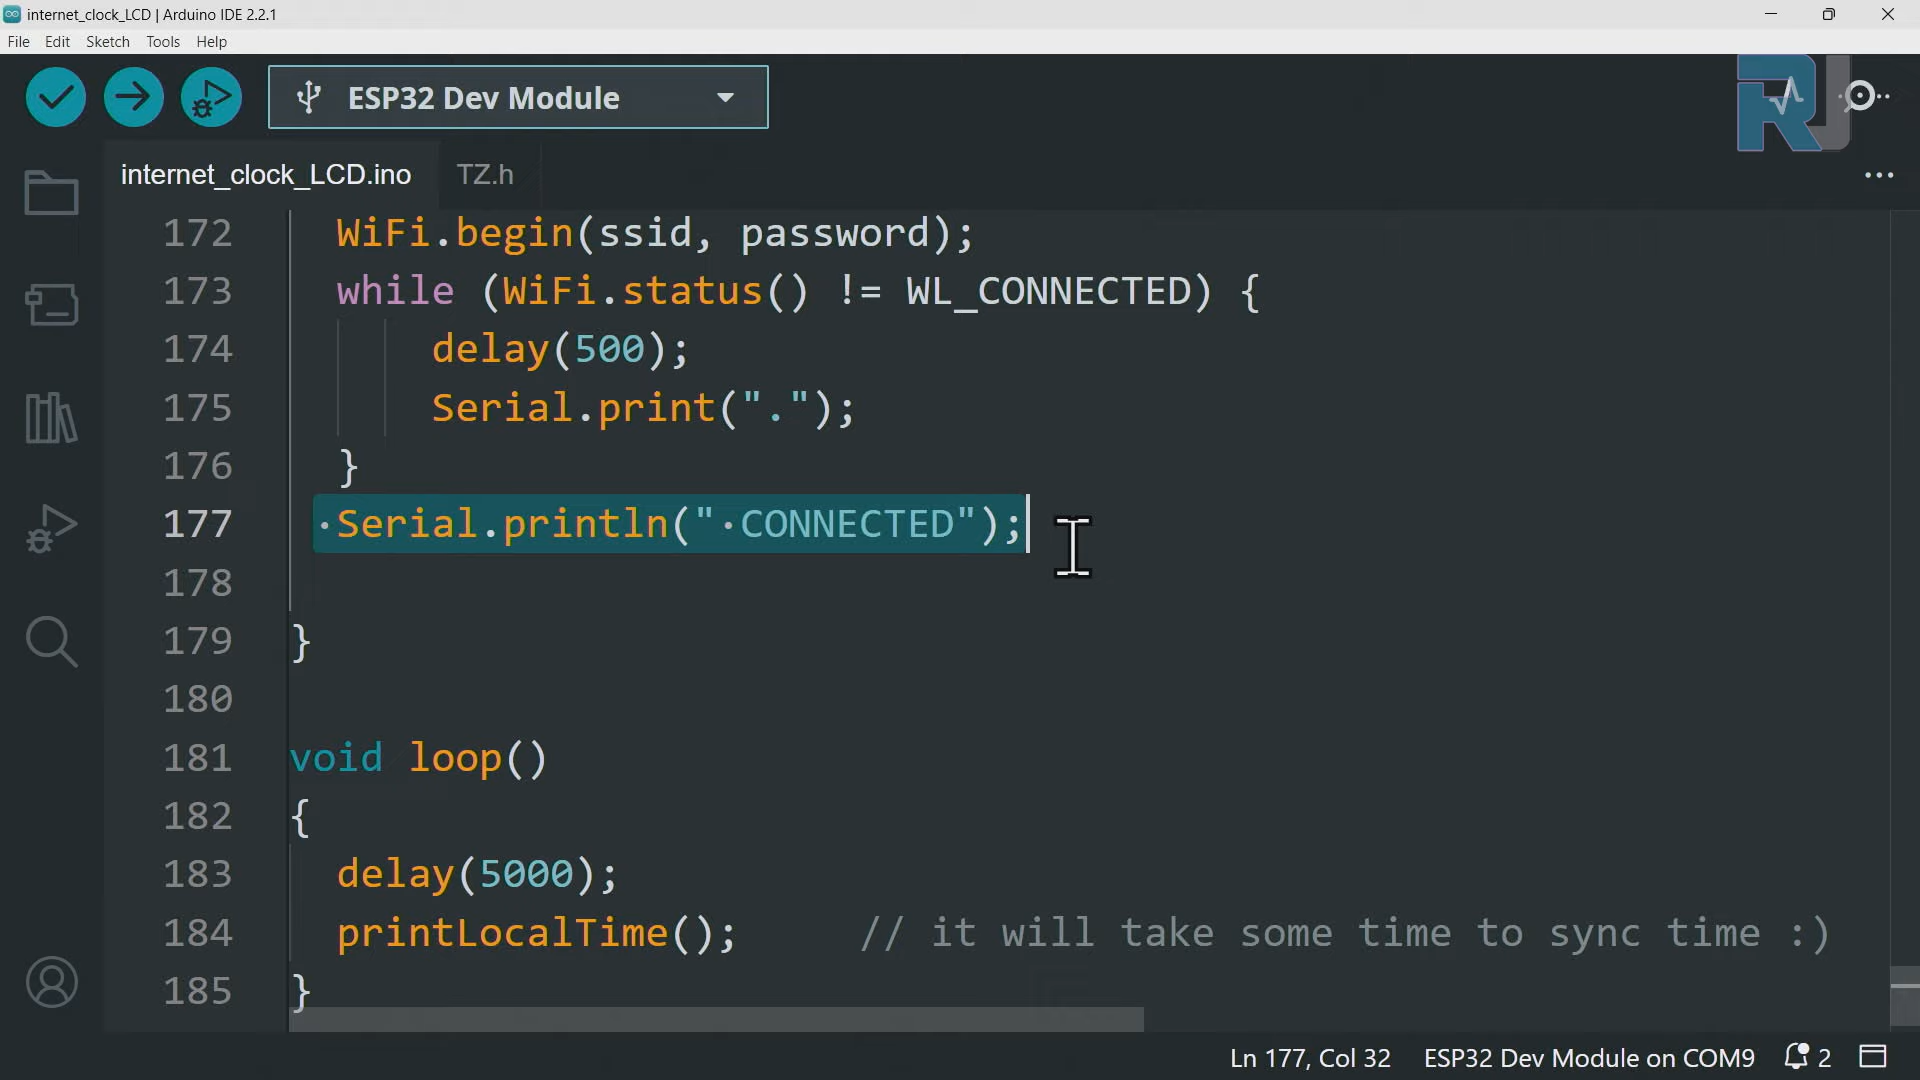 internet_clock_LCD | Arduino IDE 2.2.1
File Edit Sketch Tools Help
ESP32 Dev Module
RJ
internet_clock_LCD.ino TZ.h
172 WiFi.begin(ssid, password);
173 while (WiFi.status() != WL_CONNECTED) {
174 delay(500);
175 Serial.print(".");
176 }
177 Serial.println(" CONNECTED");
178
179 }
180
181 void loop()
182 {
183 delay(5000);
184 printLocalTime(); // it will take some time to sync time :)
185 }
Ln 177, Col 32 ESP32 Dev Module on COM9 2